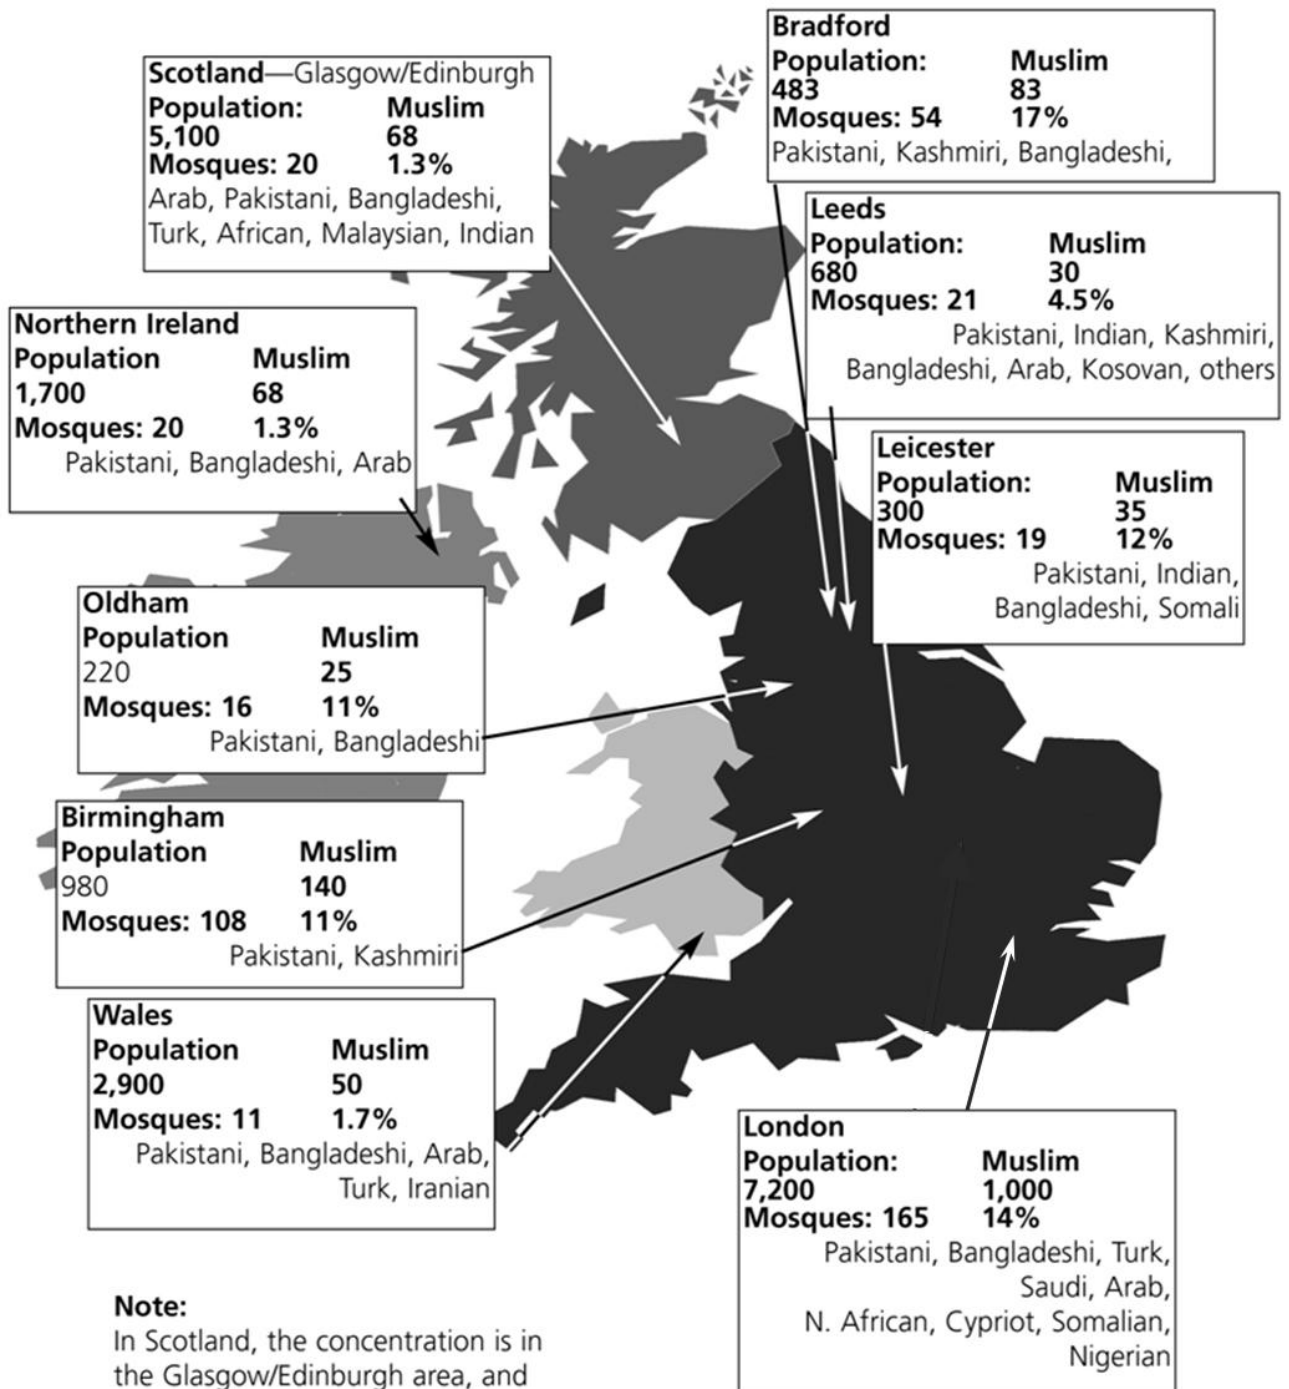 Scotland—Glasgow/Edinburgh
Population: Muslim
5,100 68
Mosques: 20 1.3%
Arab, Pakistani, Bangladeshi,
Turk, African, Malaysian, Indian
Bradford
Population: Muslim
483 83
Mosques: 54 17%
Pakistani, Kashmiri, Bangladeshi,
Leeds
Population: Muslim
680 30
Mosques: 21 4.5%
Pakistani, Indian, Kashmiri,
Bangladeshi, Arab, Kosovan, others
Northern Ireland
Population Muslim
1,700 68
Mosques: 20 1.3%
Pakistani, Bangladeshi, Arab
Leicester
Population: Muslim
300 35
Mosques: 19 12%
Pakistani, Indian,
Bangladeshi, Somali
Oldham
Population Muslim
220 25
Mosques: 16 11%
Pakistani, Bangladeshi
Birmingham
Population Muslim
980 140
Mosques: 108 11%
Pakistani, Kashmiri
Wales
Population Muslim
2,900 50
Mosques: 11 1.7%
Pakistani, Bangladeshi, Arab,
Turk, Iranian
London
Population: Muslim
7,200 1,000
Mosques: 165 14%
Pakistani, Bangladeshi, Turk,
Saudi, Arab,
N. African, Cypriot, Somalian,
Nigerian
Note:
In Scotland, the concentration is in
the Glasgow/Edinburgh area, and